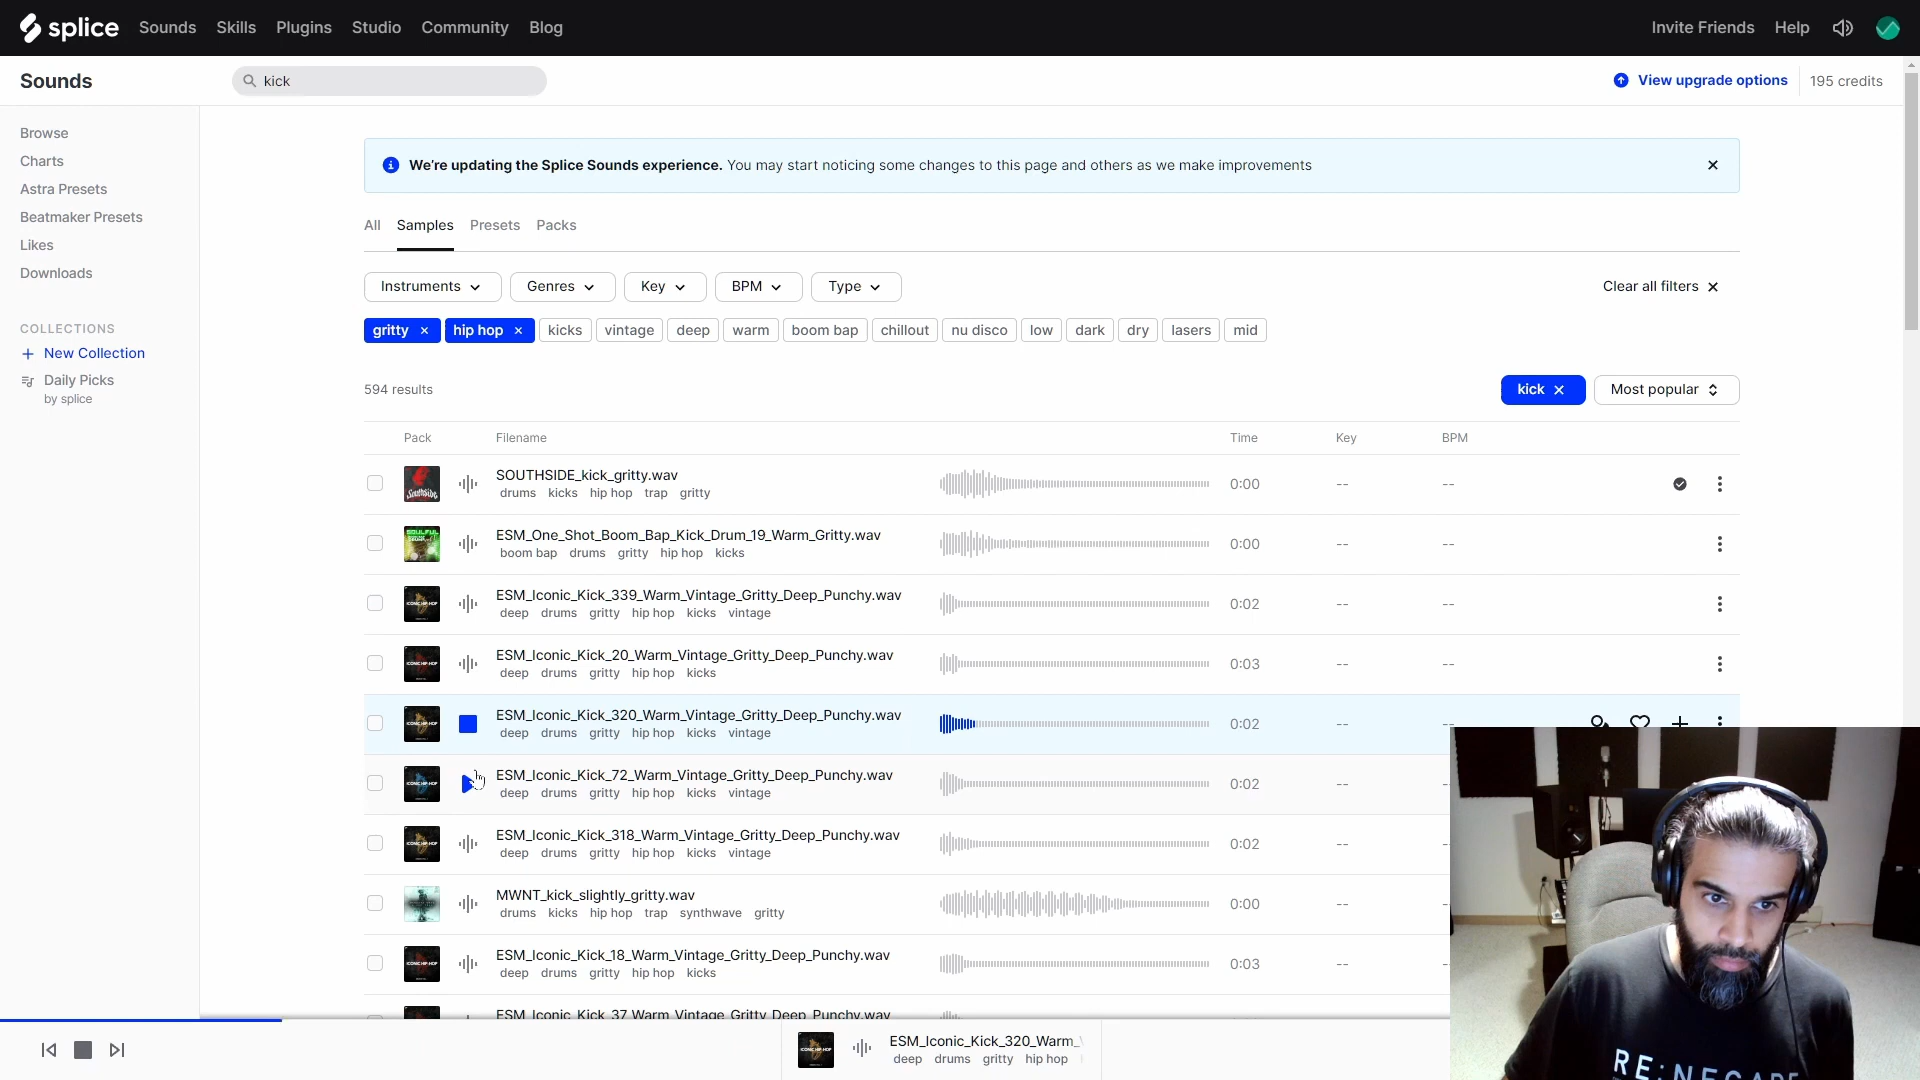 splice Sounds Skills Plugins Studio Community Blog Invite Friends Help
Sounds kick View upgrade options 195 credits
Browse
Charts
Astra Presets
Beatmaker Presets
Likes
Downloads
COLLECTIONS
New Collection
Daily Picks
by splice
We're updating the Splice Sounds experience. You may start noticing some changes to this page and others as we make improvements
All Samples Presets Packs
Instruments Genres Key BPM Type Clear all filters
gritty hip hop kicks vintage deep warm boom bap chillout nu disco low dark dry lasers mid
594 results kick Most popular
Pack Filename Time Key BPM
SOUTHSIDE_kick_gritty.wav
drums kicks hip hop trap gritty
0:00 -- --
ESM_One_Shot_Boom_Bap_Kick_Drum_19_Warm_Gritty.wav
boom bap drums gritty hip hop kicks
0:00 -- --
ESM_Iconic_Kick_339_Warm_Vintage_Gritty_Deep_Punchy.wav
deep drums gritty hip hop kicks vintage
0:02 -- --
ESM_Iconic_Kick_20_Warm_Vintage_Gritty_Deep_Punchy.wav
deep drums gritty hip hop kicks
0:03 -- --
ESM_Iconic_Kick_320_Warm_Vintage_Gritty_Deep_Punchy.wav
deep drums gritty hip hop kicks vintage
0:02 -- --
ESM_Iconic_Kick_72_Warm_Vintage_Gritty_Deep_Punchy.wav
deep drums gritty hip hop kicks vintage
0:02 --
ESM_Iconic_Kick_318_Warm_Vintage_Gritty_Deep_Punchy.wav
deep drums gritty hip hop kicks vintage
0:02 --
MWNT_kick_slightly_gritty.wav
drums kicks hip hop trap synthwave gritty
0:00 --
ESM_Iconic_Kick_18_Warm_Vintage_Gritty_Deep_Punchy.wav
deep drums gritty hip hop kicks
0:03 --
ESM_Iconic_Kick_37_Warm_Vintage_Gritty_Deep_Punchy.wav
ESM_Iconic_Kick_320_Warm_
deep drums gritty hip hop